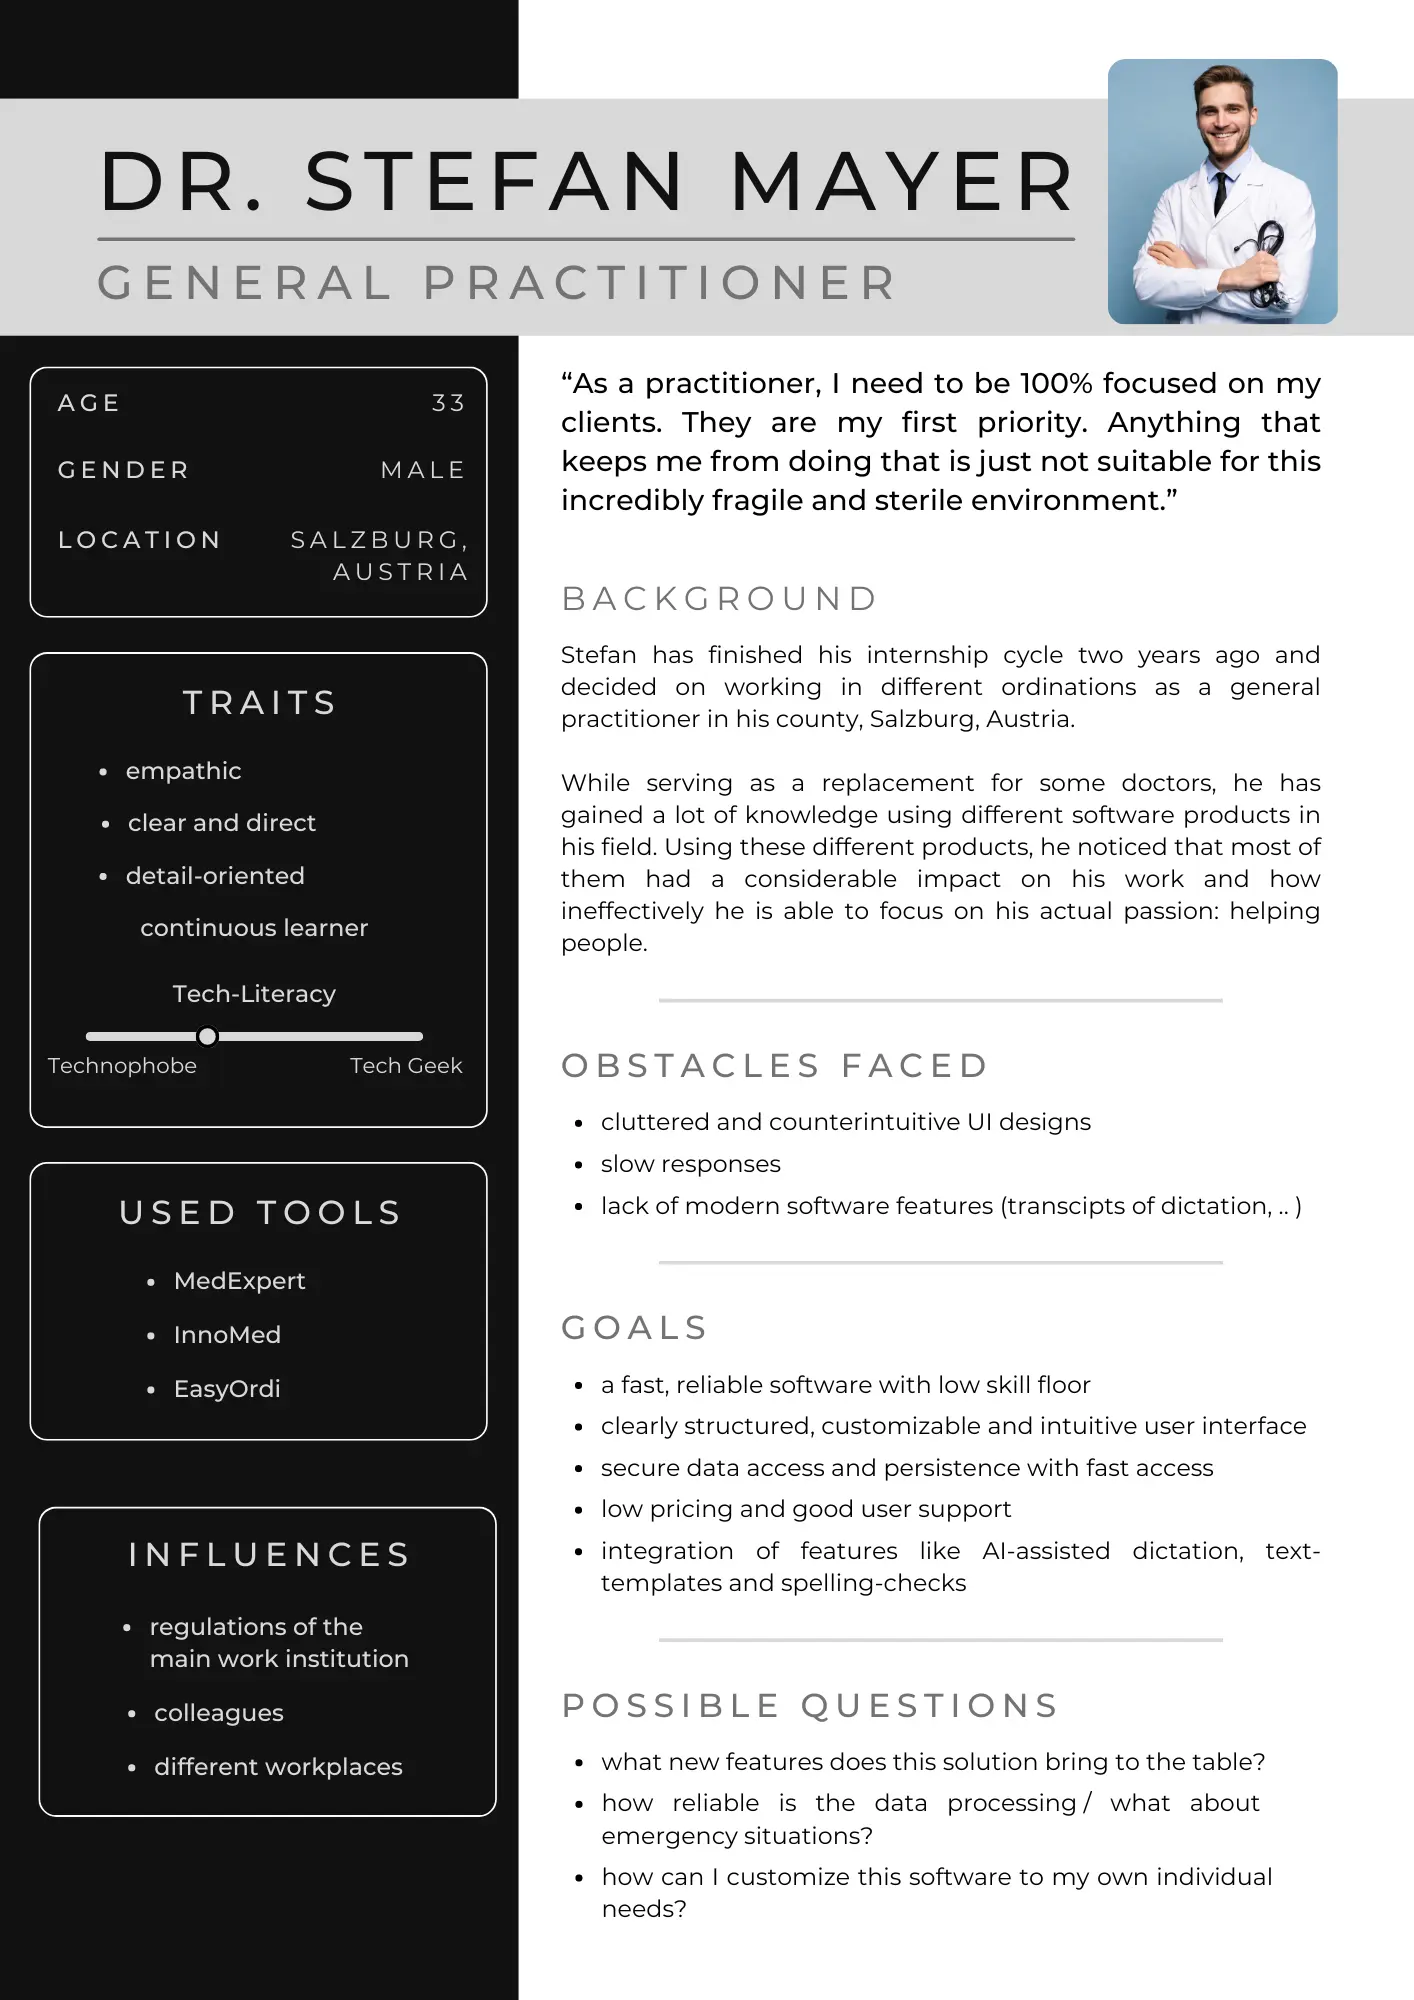 DR. STEFAN MAYER
GENERAL PRACTITIONER
AGE 33
GENDER MALE
LOCATION SALZBURG,
AUSTRIA
TRAITS
• empathic
• clear and direct
• detail-oriented
continuous learner
Tech-Literacy
Technophobe Tech Geek
USED TOOLS
• MedExpert
• InnoMed
• EasyOrdi
INFLUENCES
• regulations of the
main work institution
• colleagues
• different workplaces
“As a practitioner, I need to be 100% focused on my
clients. They are my first priority. Anything that
keeps me from doing that is just not suitable for this
incredibly fragile and sterile environment.”
BACKGROUND
Stefan has finished his internship cycle two years ago and
decided on working in different ordinations as a general
practitioner in his county, Salzburg, Austria.
While serving as a replacement for some doctors, he has
gained a lot of knowledge using different software products in
his field. Using these different products, he noticed that most of
them had a considerable impact on his work and how
ineffectively he is able to focus on his actual passion: helping
people.
OBSTACLES FACED
• cluttered and counterintuitive UI designs
• slow responses
• lack of modern software features (transcipts of dictation, .. )
GOALS
• a fast, reliable software with low skill floor
• clearly structured, customizable and intuitive user interface
• secure data access and persistence with fast access
• low pricing and good user support
• integration of features like AI-assisted dictation, text-
templates and spelling-checks
POSSIBLE QUESTIONS
• what new features does this solution bring to the table?
• how reliable is the data processing / what about
emergency situations?
• how can I customize this software to my own individual
needs?